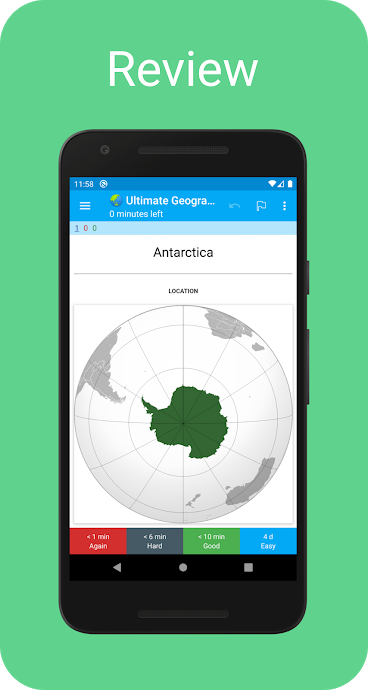 Review
11:58
Ultimate Geogra...
0 minutes left
1 0 0
Antarctica
LOCATION
< 1 min < 6 min < 10 min 4 d
Again Hard Good Easy